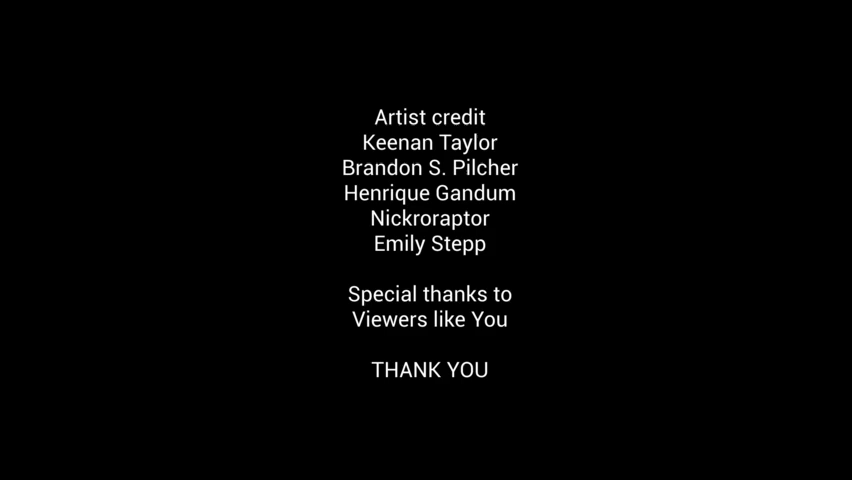 Artist credit
Keenan Taylor
Brandon S. Pilcher
Henrique Gandum
Nickroraptor
Emily Stepp
Special thanks to
Viewers like You
THANK YOU